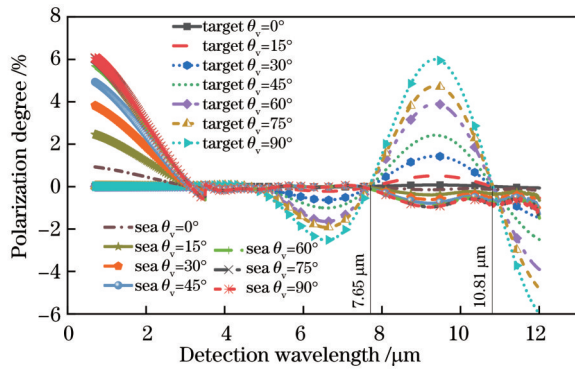 Polarization degree /%
6
4
2
0
-2
-4
-6
target θv=0°
target θv=15°
target θv=30°
target θv=45°
target θv=60°
target θv=75°
target θv=90°
sea θv=0°
sea θv=15°
sea θv=30°
sea θv=45°
sea θv=60°
sea θv=75°
sea θv=90°
7.65 μm
10.81 μm
0 2 4 6 8 10 12
Detection wavelength /μm